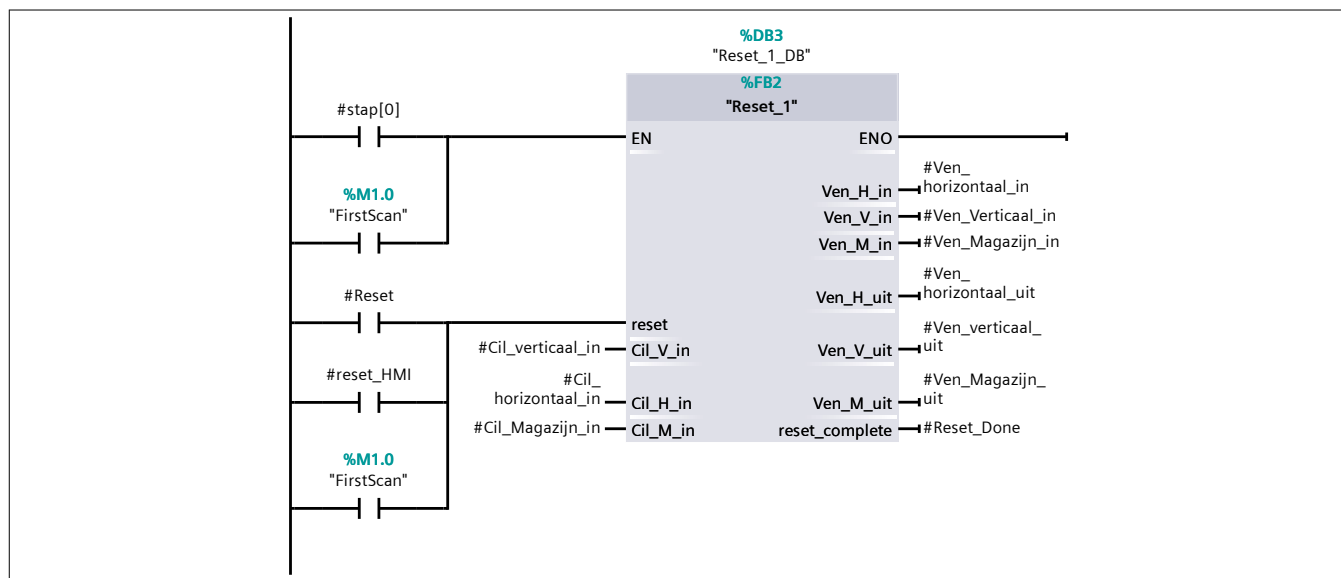 %DB3
"Reset_1_DB"
%FB2
"Reset_1"
#stap[0]
EN
ENO
%M1.0
"FirstScan"
#Ven_
horizontaal_in
Ven_H_in
Ven_V_in
#Ven_Verticaal_in
Ven_M_in
#Ven_Magazijn_in
#Ven_
horizontaal_uit
Ven_H_uit
#Reset
reset
#Cil_verticaal_in
Cil_V_in
Ven_V_uit
#Ven_verticaal_
uit
#reset_HMI
#Cil_
horizontaal_in
Cil_H_in
Ven_M_uit
#Ven_Magazijn_
uit
#Cil_Magazijn_in
Cil_M_in
reset_complete
#Reset_Done
%M1.0
"FirstScan"